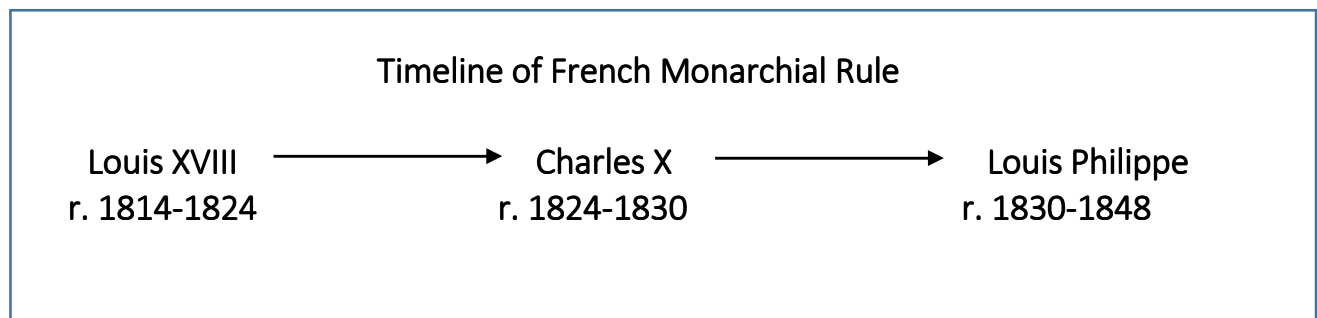 Timeline of French Monarchial Rule
Louis XVIII Charles X Louis Philippe
r. 1814-1824 r. 1824-1830 r. 1830-1848